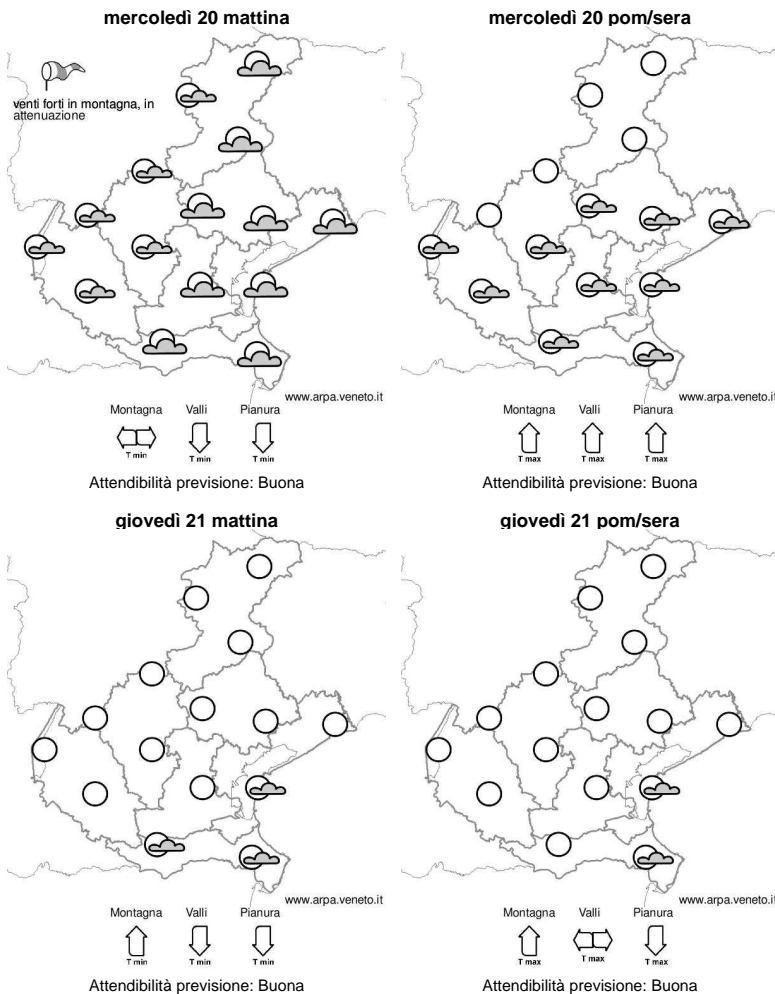 mercoledì 20 mattina
venti forti in montagna, in
attenuazione
www.arpa.veneto.it
Montagna Valli Pianura
T min T min T min
Attendibilità previsione: Buona
mercoledì 20 pom/sera
www.arpa.veneto.it
Montagna Valli Pianura
T max T max T max
Attendibilità previsione: Buona
giovedì 21 mattina
www.arpa.veneto.it
Montagna Valli Pianura
T min T min T min
Attendibilità previsione: Buona
giovedì 21 pom/sera
www.arpa.veneto.it
Montagna Valli Pianura
T max T max T max
Attendibilità previsione: Buona